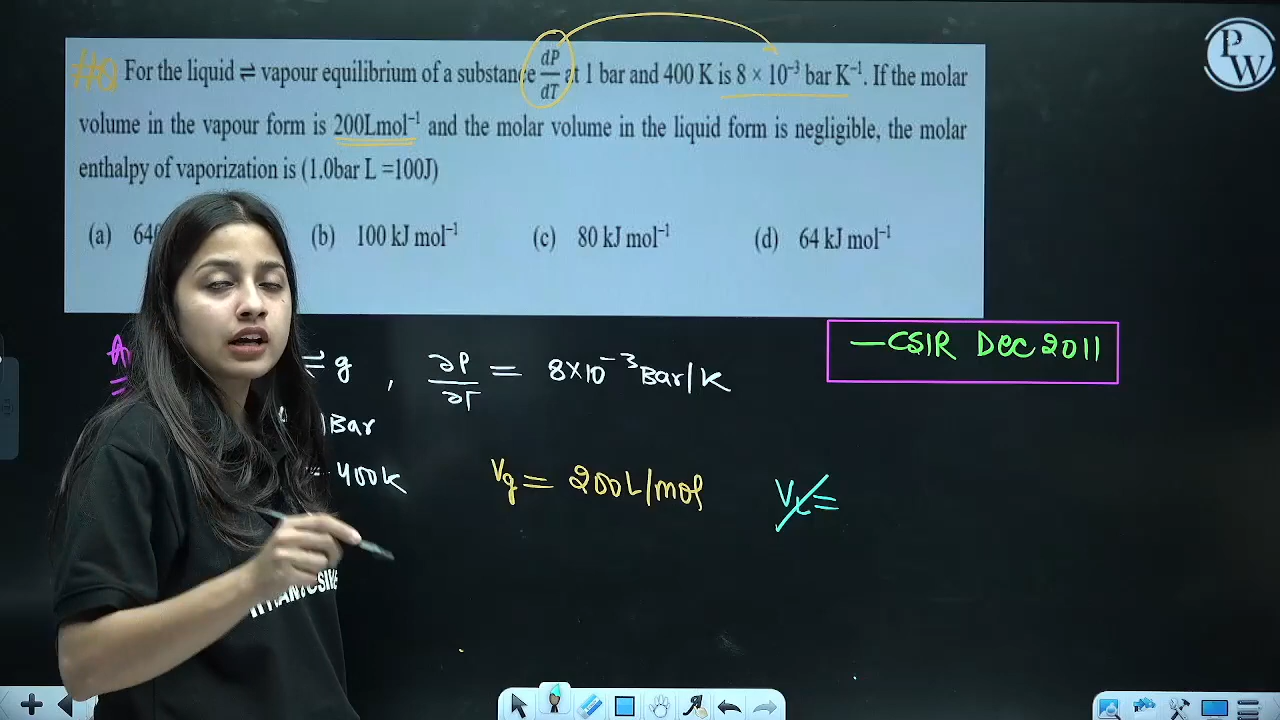 PW
#Q For the liquid ⇌ vapour equilibrium of a substance dP/dT at 1 bar and 400 K is 8 × 10⁻³ bar K⁻¹. If the molar
volume in the vapour form is 200Lmol⁻¹ and the molar volume in the liquid form is negligible, the molar
enthalpy of vaporization is (1.0bar L =100J)
(a) 64 (b) 100 kJ mol⁻¹ (c) 80 kJ mol⁻¹ (d) 64 kJ mol⁻¹
—CSIR Dec 2011
⇌ g , ∂P/∂T = 8×10⁻³ Bar/K
Bar
400K Vg = 200L/mol Vl =